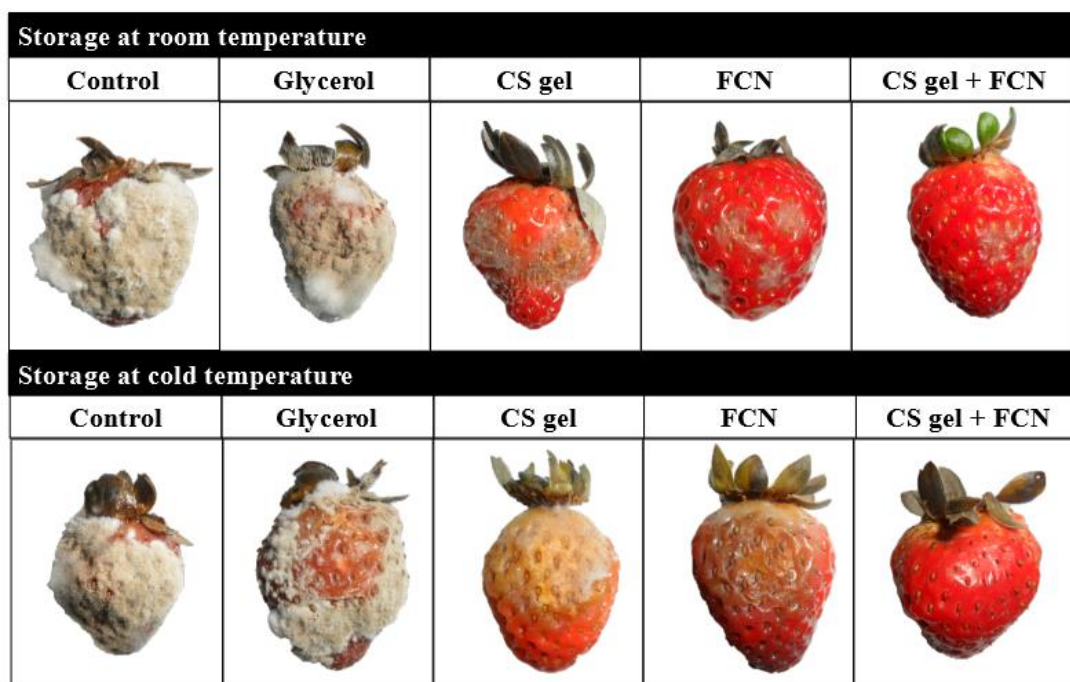 Storage at room temperature
Control Glycerol CS gel FCN CS gel + FCN
Storage at cold temperature
Control Glycerol CS gel FCN CS gel + FCN